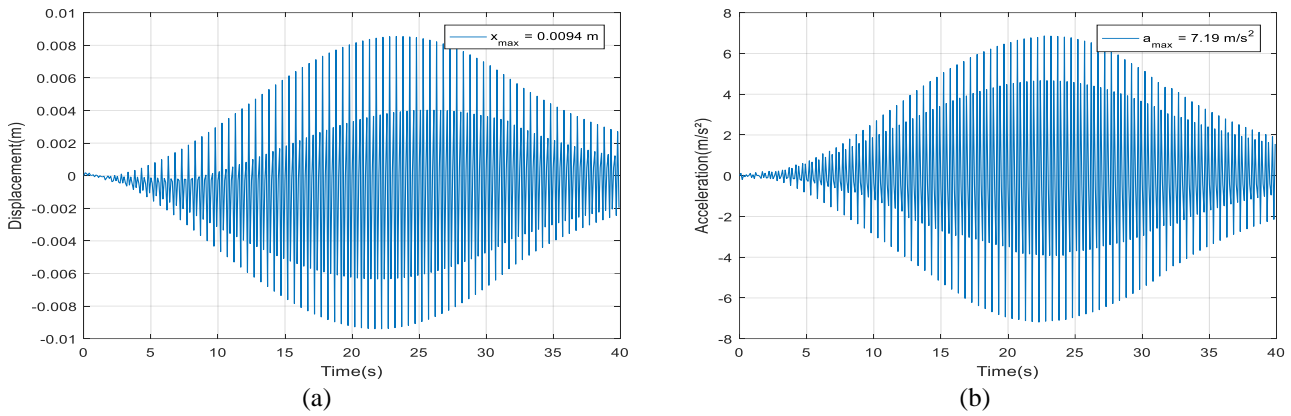 0.01
0.008
0.006
0.004
0.002
0
-0.002
-0.004
-0.006
-0.008
-0.01
Displacement(m)
x_max = 0.0094 m
0 5 10 15 20 25 30 35 40
Time(s)
(a)
8
6
4
2
0
-2
-4
-6
-8
Acceleration(m/s²)
a_max = 7.19 m/s²
0 5 10 15 20 25 30 35 40
Time(s)
(b)